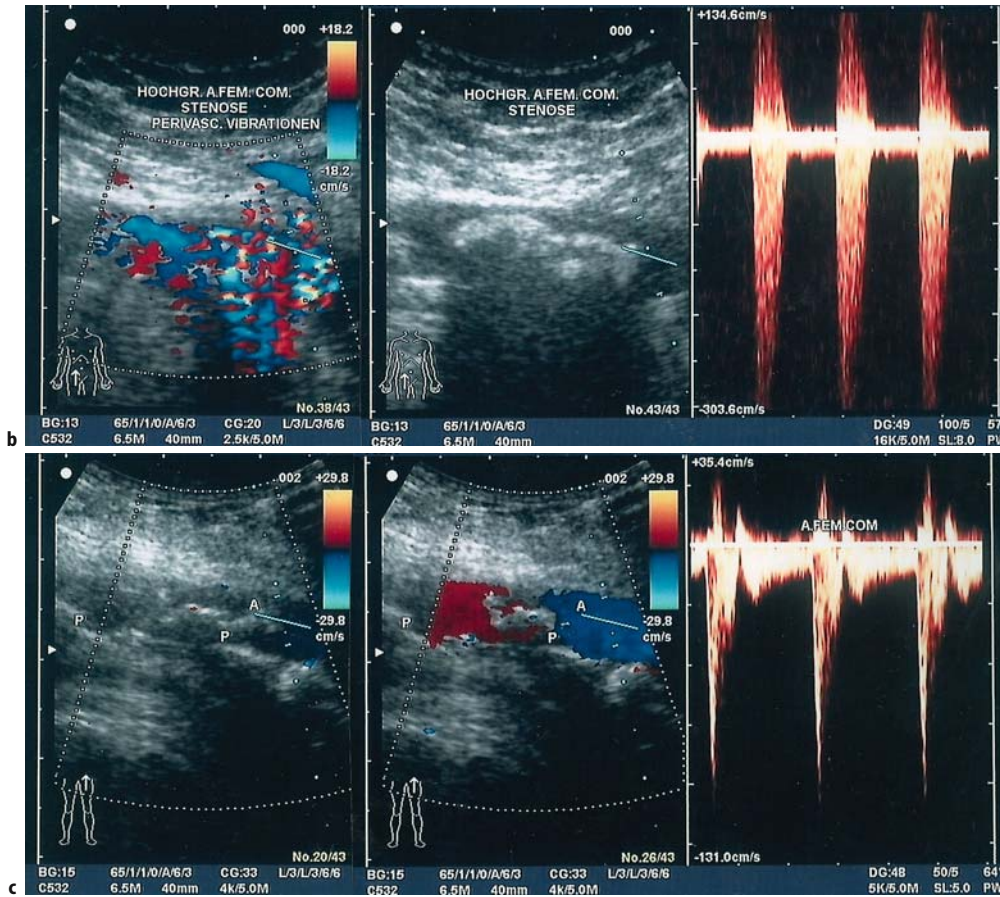 000 +18.2
HOCHGR. A.FEM. COM.
STENOSE
PERIVASC. VIBRATIONEN
-18.2
cm/s
No.38/43
BG:13 65/1/1/0/A/6/3 CG:20 L/3/L/3/6/6
C532 6.5M 40mm 2.5k/5.0M
000
HOCHGR. A.FEM. COM.
STENOSE
No.43/43
BG:13 65/1/1/0/A/6/3
C532 6.5M 40mm
+134.6cm/s
-303.6cm/s
DG:49 100/5 57
16K/5.0M SL:8.0 PW
b
002 +29.8
A
P
P
-29.8
cm/s
No.20/43
BG:15 65/1/1/0/A/6/3 CG:33 L/3/L/3/6/6
C532 6.5M 40mm 4k/5.0M
002 +29.8
A
P
P
-29.8
cm/s
No.26/43
BG:15 65/1/1/0/A/6/3 CG:33 L/3/L/3/6/6
C532 6.5M 40mm 4k/5.0M
+35.4cm/s
A.FEM COM
-131.0cm/s
DG:48 50/5 64
5K/5.0M SL:5.0
c